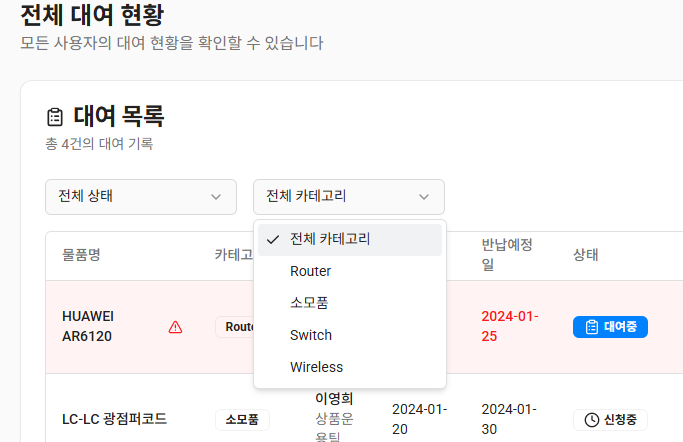 전체 대여 현황
모든 사용자의 대여 현황을 확인할 수 있습니다
대여 목록
총 4건의 대여 기록
전체 상태
전체 카테고리
전체 카테고리
Router
소모품
Switch
Wireless
물품명
반납예정
일
상태
HUAWEI
AR6120
2024-01-
25
대여중
LC-LC 광점퍼코드
소모품
이영희
상품운
용팀
2024-01-
20
2024-01-
30
신청중